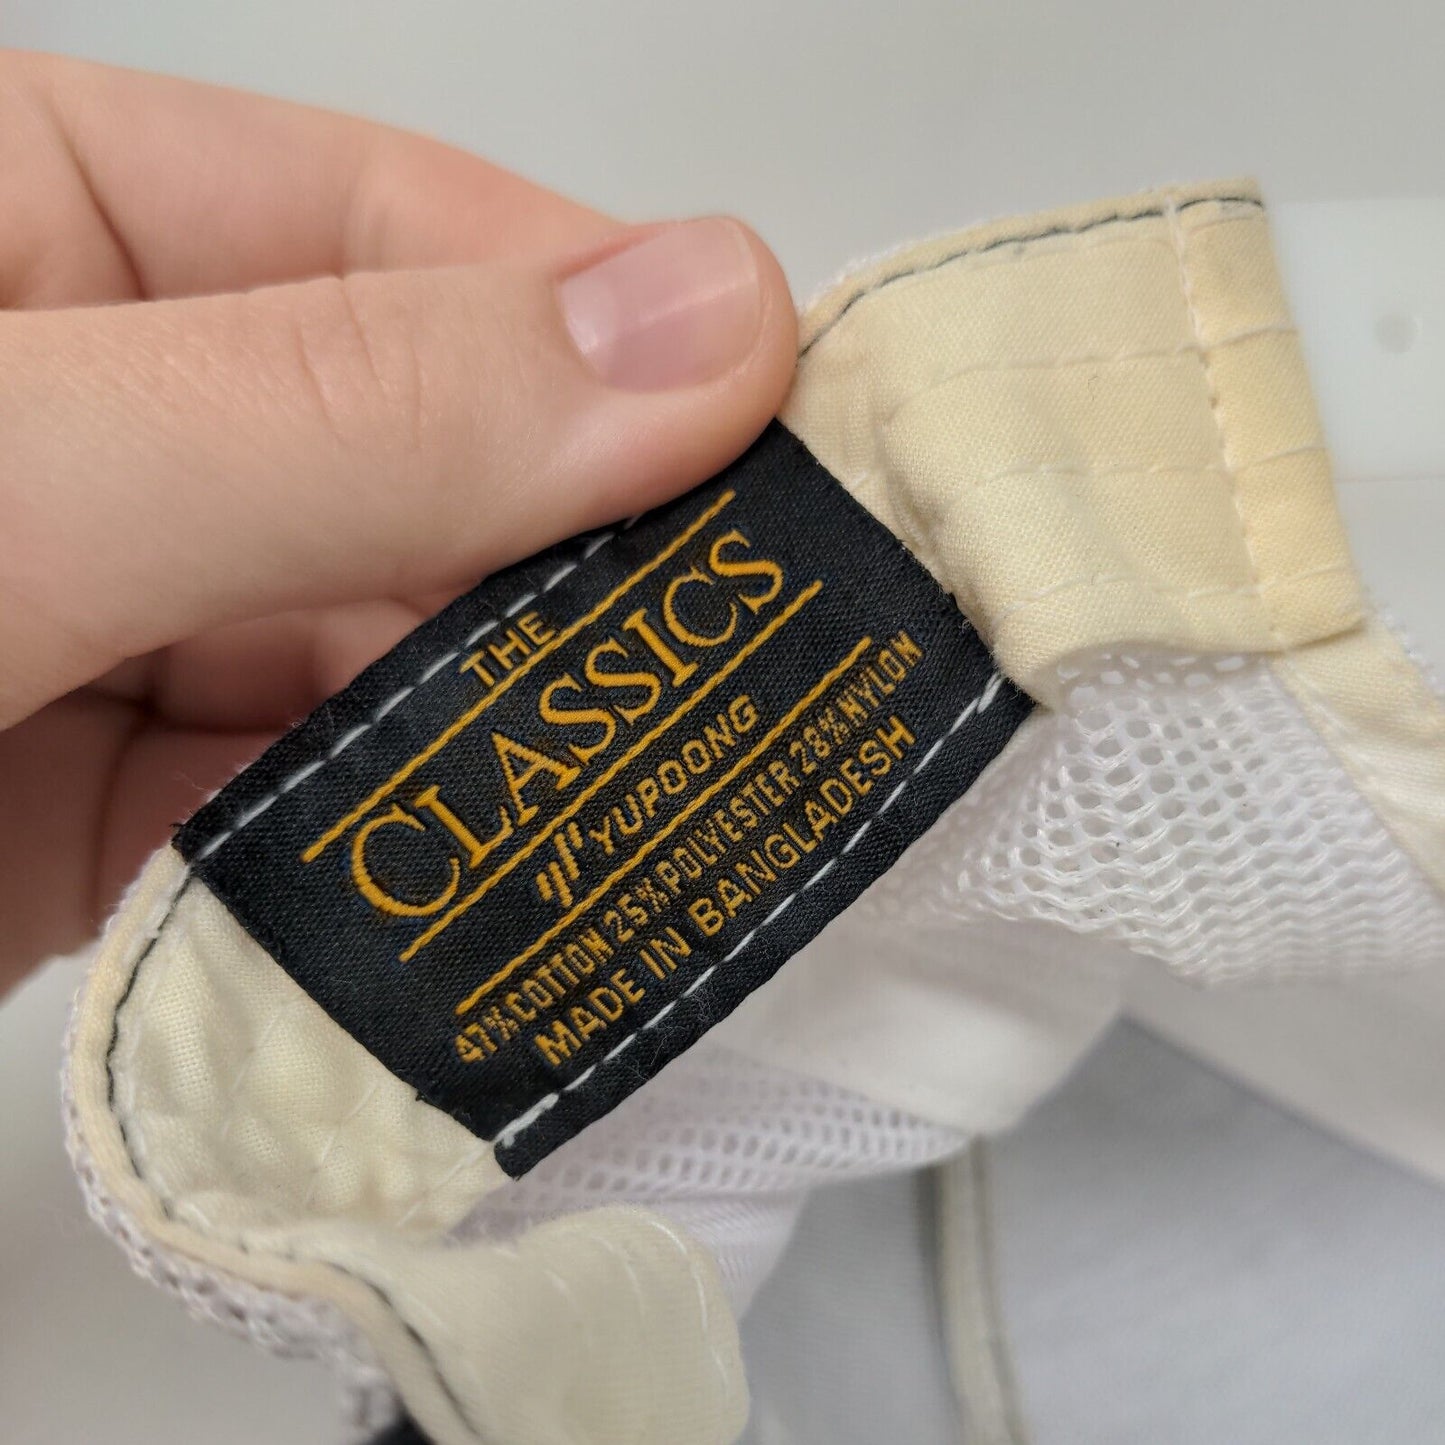 THE
CLASSICS
YUPOONG
47% COTTON 25% POLYESTER 28% NYLON
MADE IN BANGLADESH